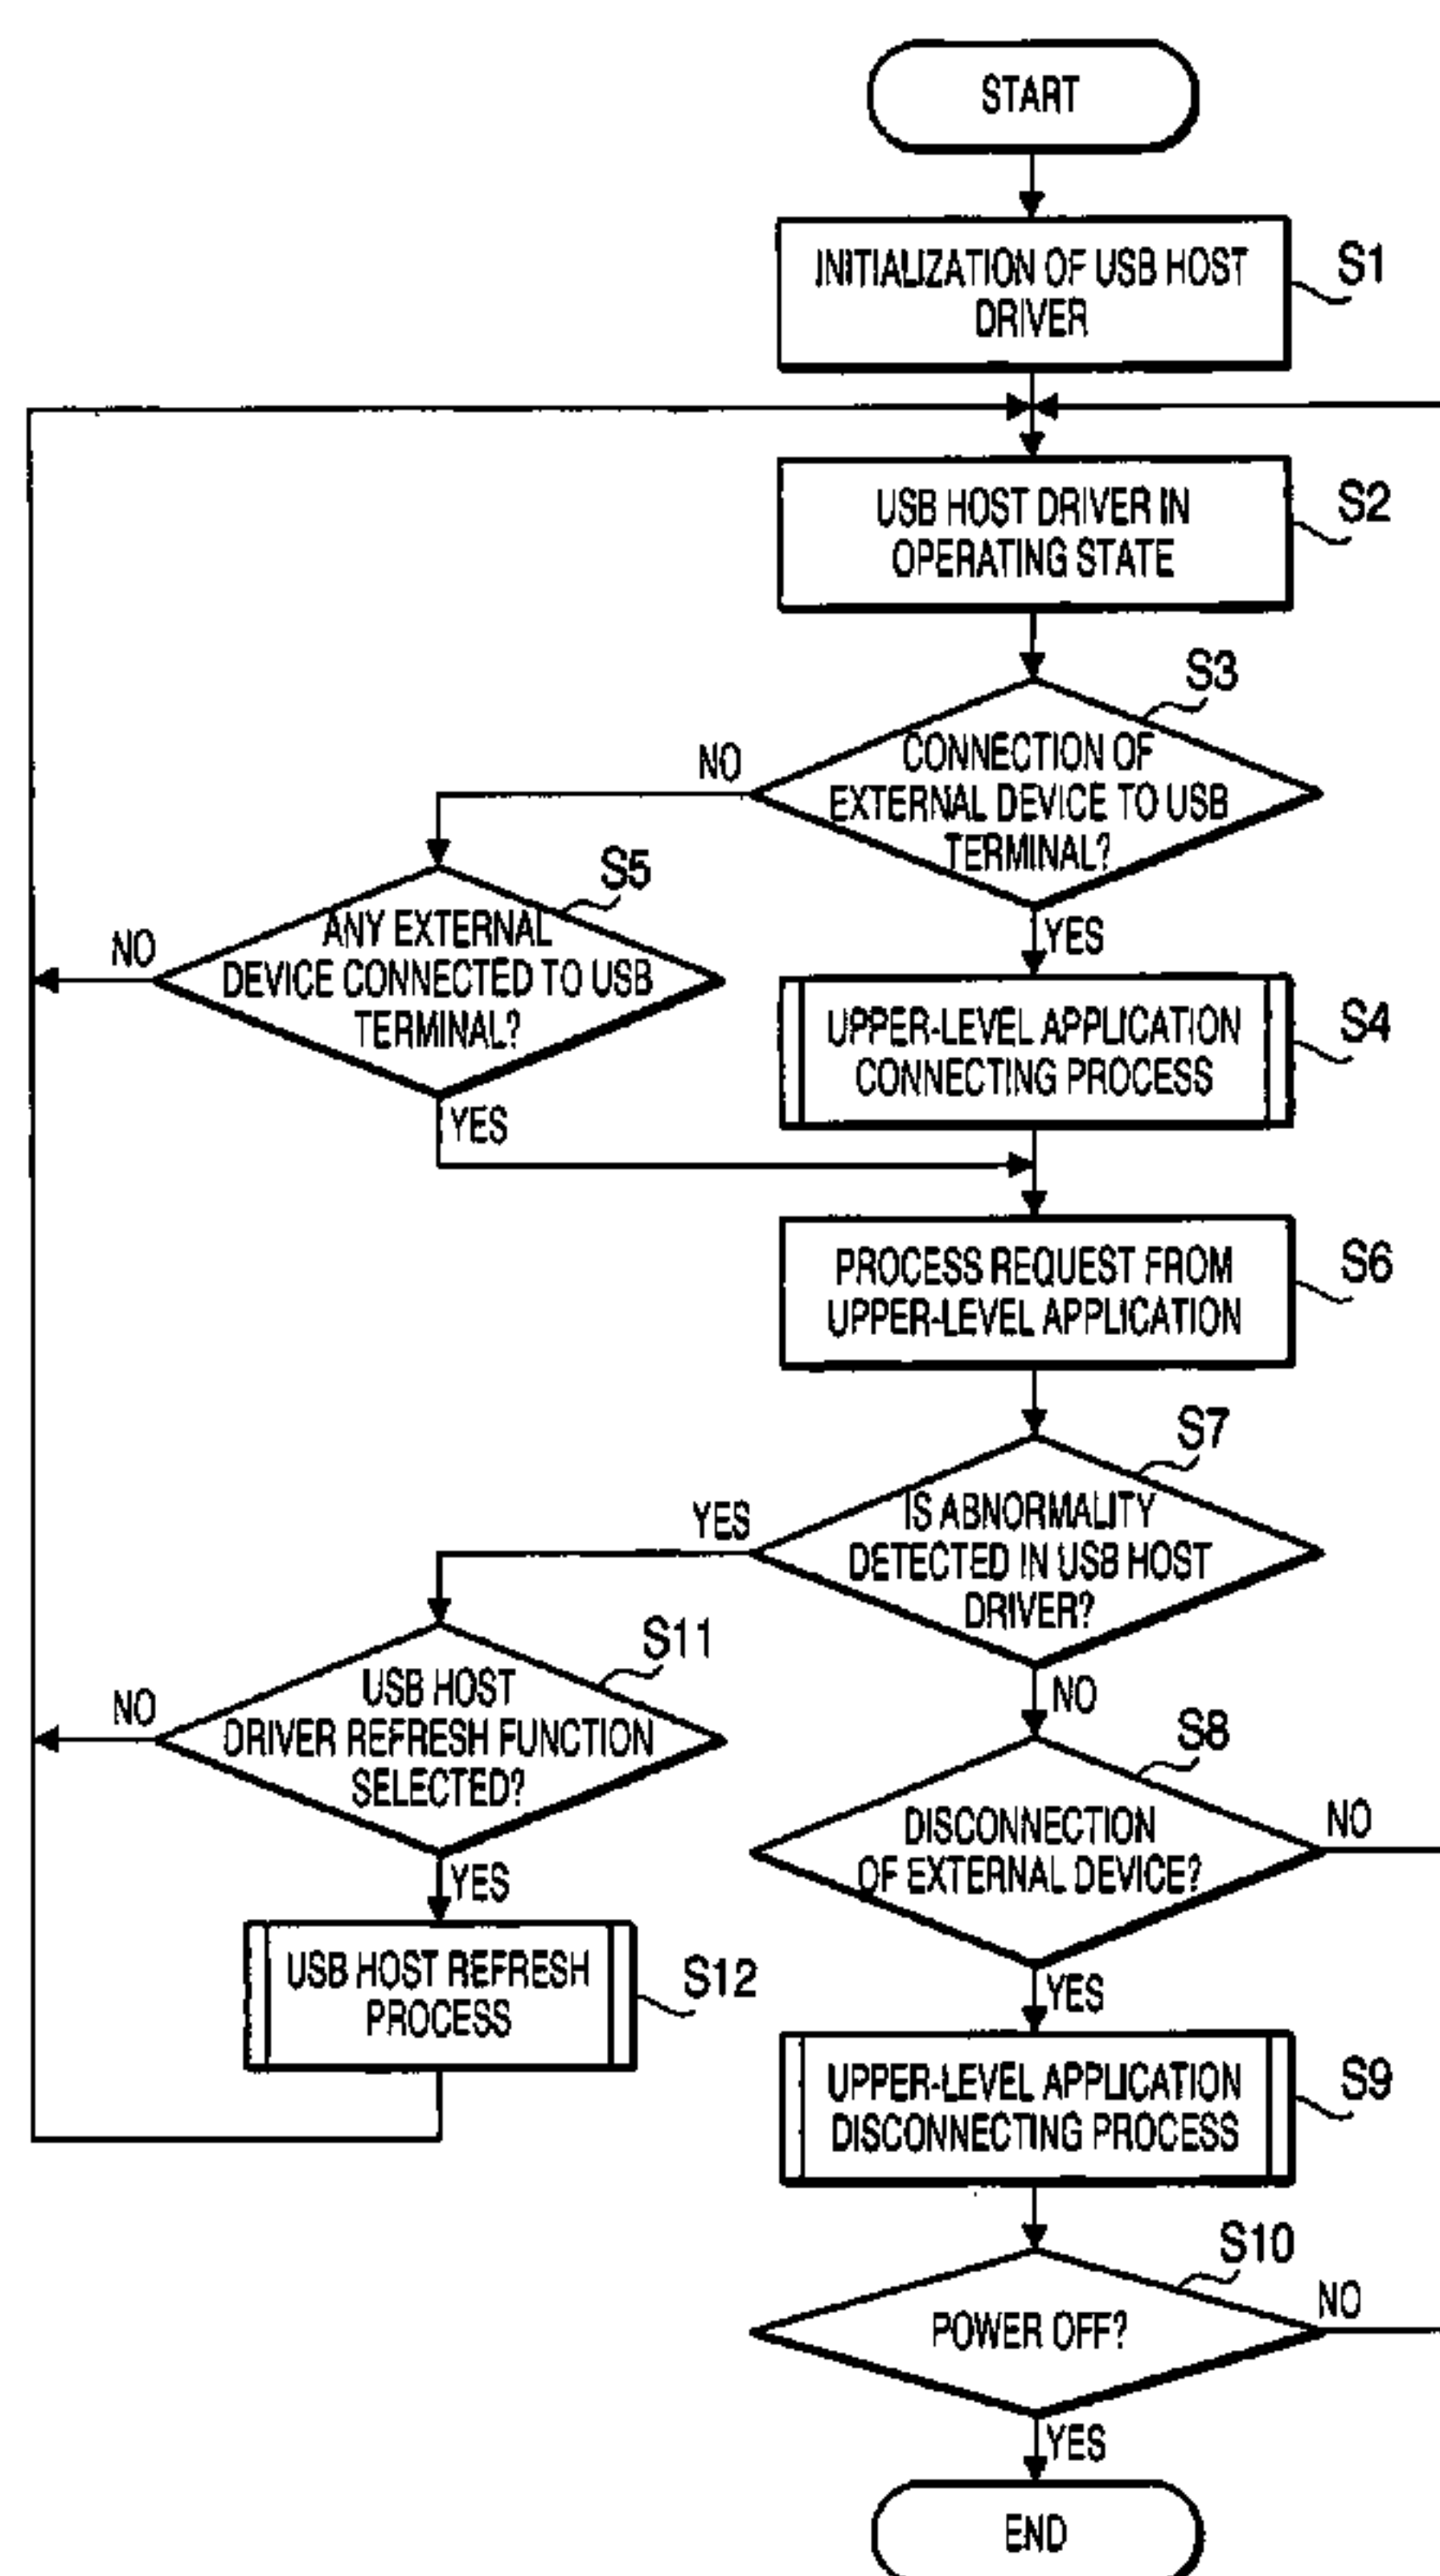 START
INITIALIZATION OF USB HOST
DRIVER
S1
USB HOST DRIVER IN
OPERATING STATE
S2
S3
CONNECTION OF
EXTERNAL DEVICE TO USB
TERMINAL?
NO
YES
S5
ANY EXTERNAL
DEVICE CONNECTED TO USB
TERMINAL?
NO
YES
UPPER-LEVEL APPLICATION
CONNECTING PROCESS
S4
PROCESS REQUEST FROM
UPPER-LEVEL APPLICATION
S6
S7
IS ABNORMALITY
DETECTED IN USB HOST
DRIVER?
YES
NO
S11
USB HOST
DRIVER REFRESH FUNCTION
SELECTED?
NO
YES
S8
DISCONNECTION
OF EXTERNAL DEVICE?
NO
YES
USB HOST REFRESH
PROCESS
S12
UPPER-LEVEL APPLICATION
DISCONNECTING PROCESS
S9
S10
POWER OFF?
NO
YES
END